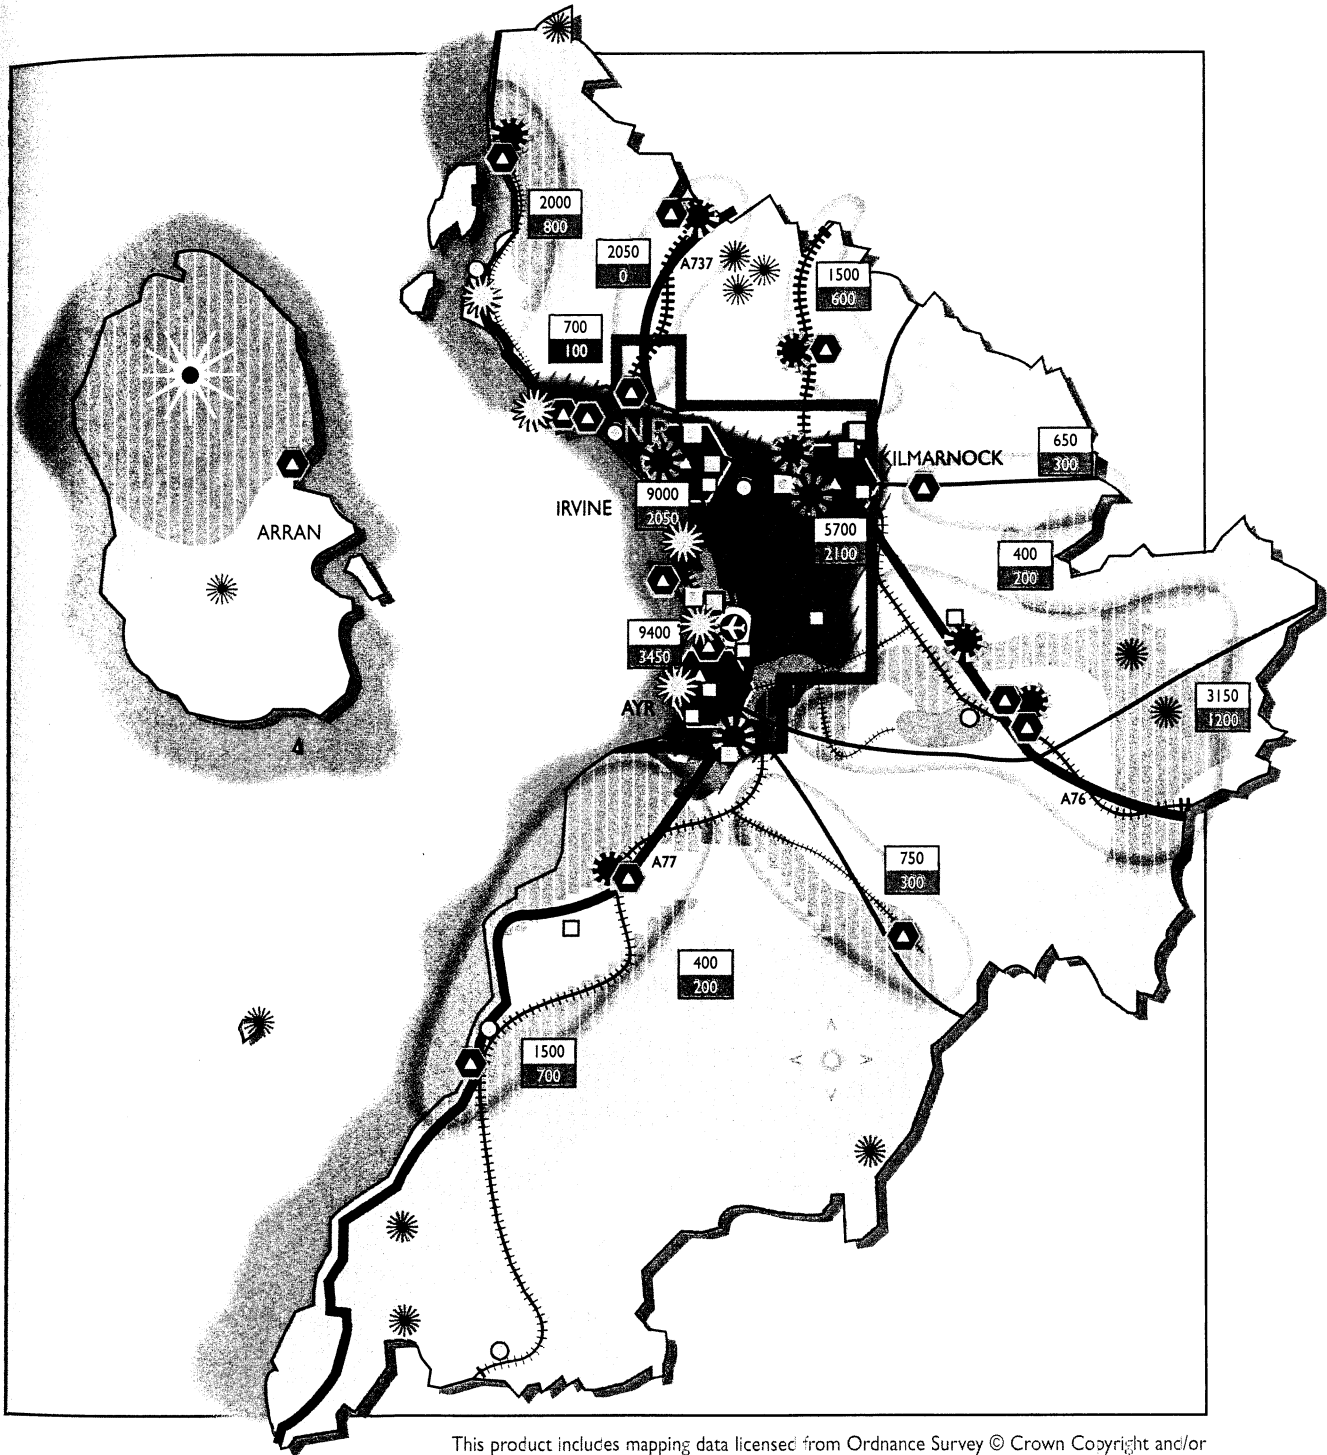 2000
800
2050
0
A737
1500
600
700
100
NR
KILMARNOCK
650
300
9000
2050
IRVINE
5700
2100
400
200
ARRAN
9400
3450
3150
1200
AYR
A76
A77
750
300
400
200
1500
700
This product includes mapping data licensed from Ordnance Survey © Crown Copyright and/or